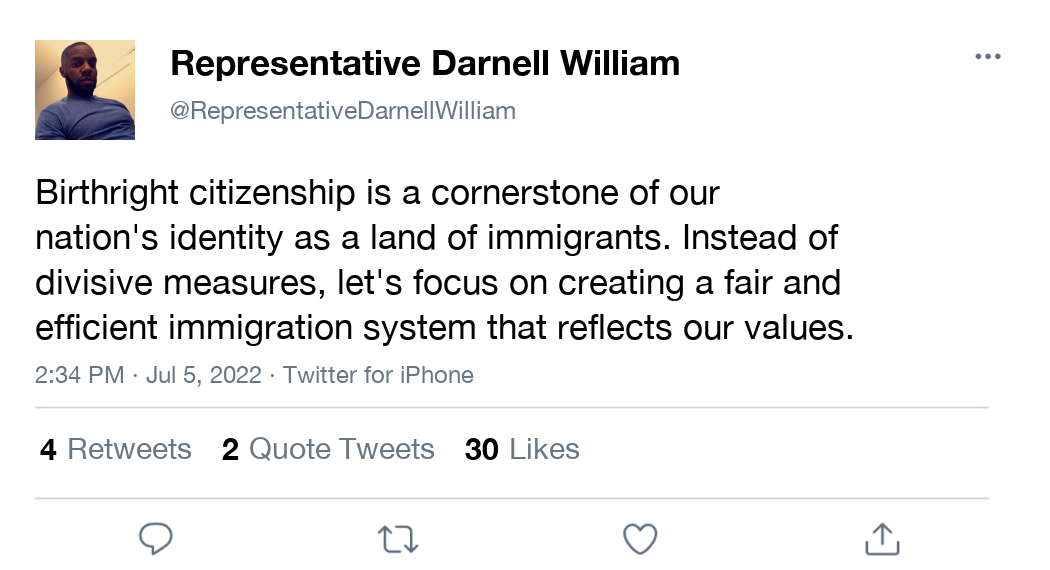 Representative Darnell William
@RepresentativeDarnellWilliam
Birthright citizenship is a cornerstone of our
nation's identity as a land of immigrants. Instead of
divisive measures, let's focus on creating a fair and
efficient immigration system that reflects our values.
2:34 PM · Jul 5, 2022 · Twitter for iPhone
4 Retweets 2 Quote Tweets 30 Likes